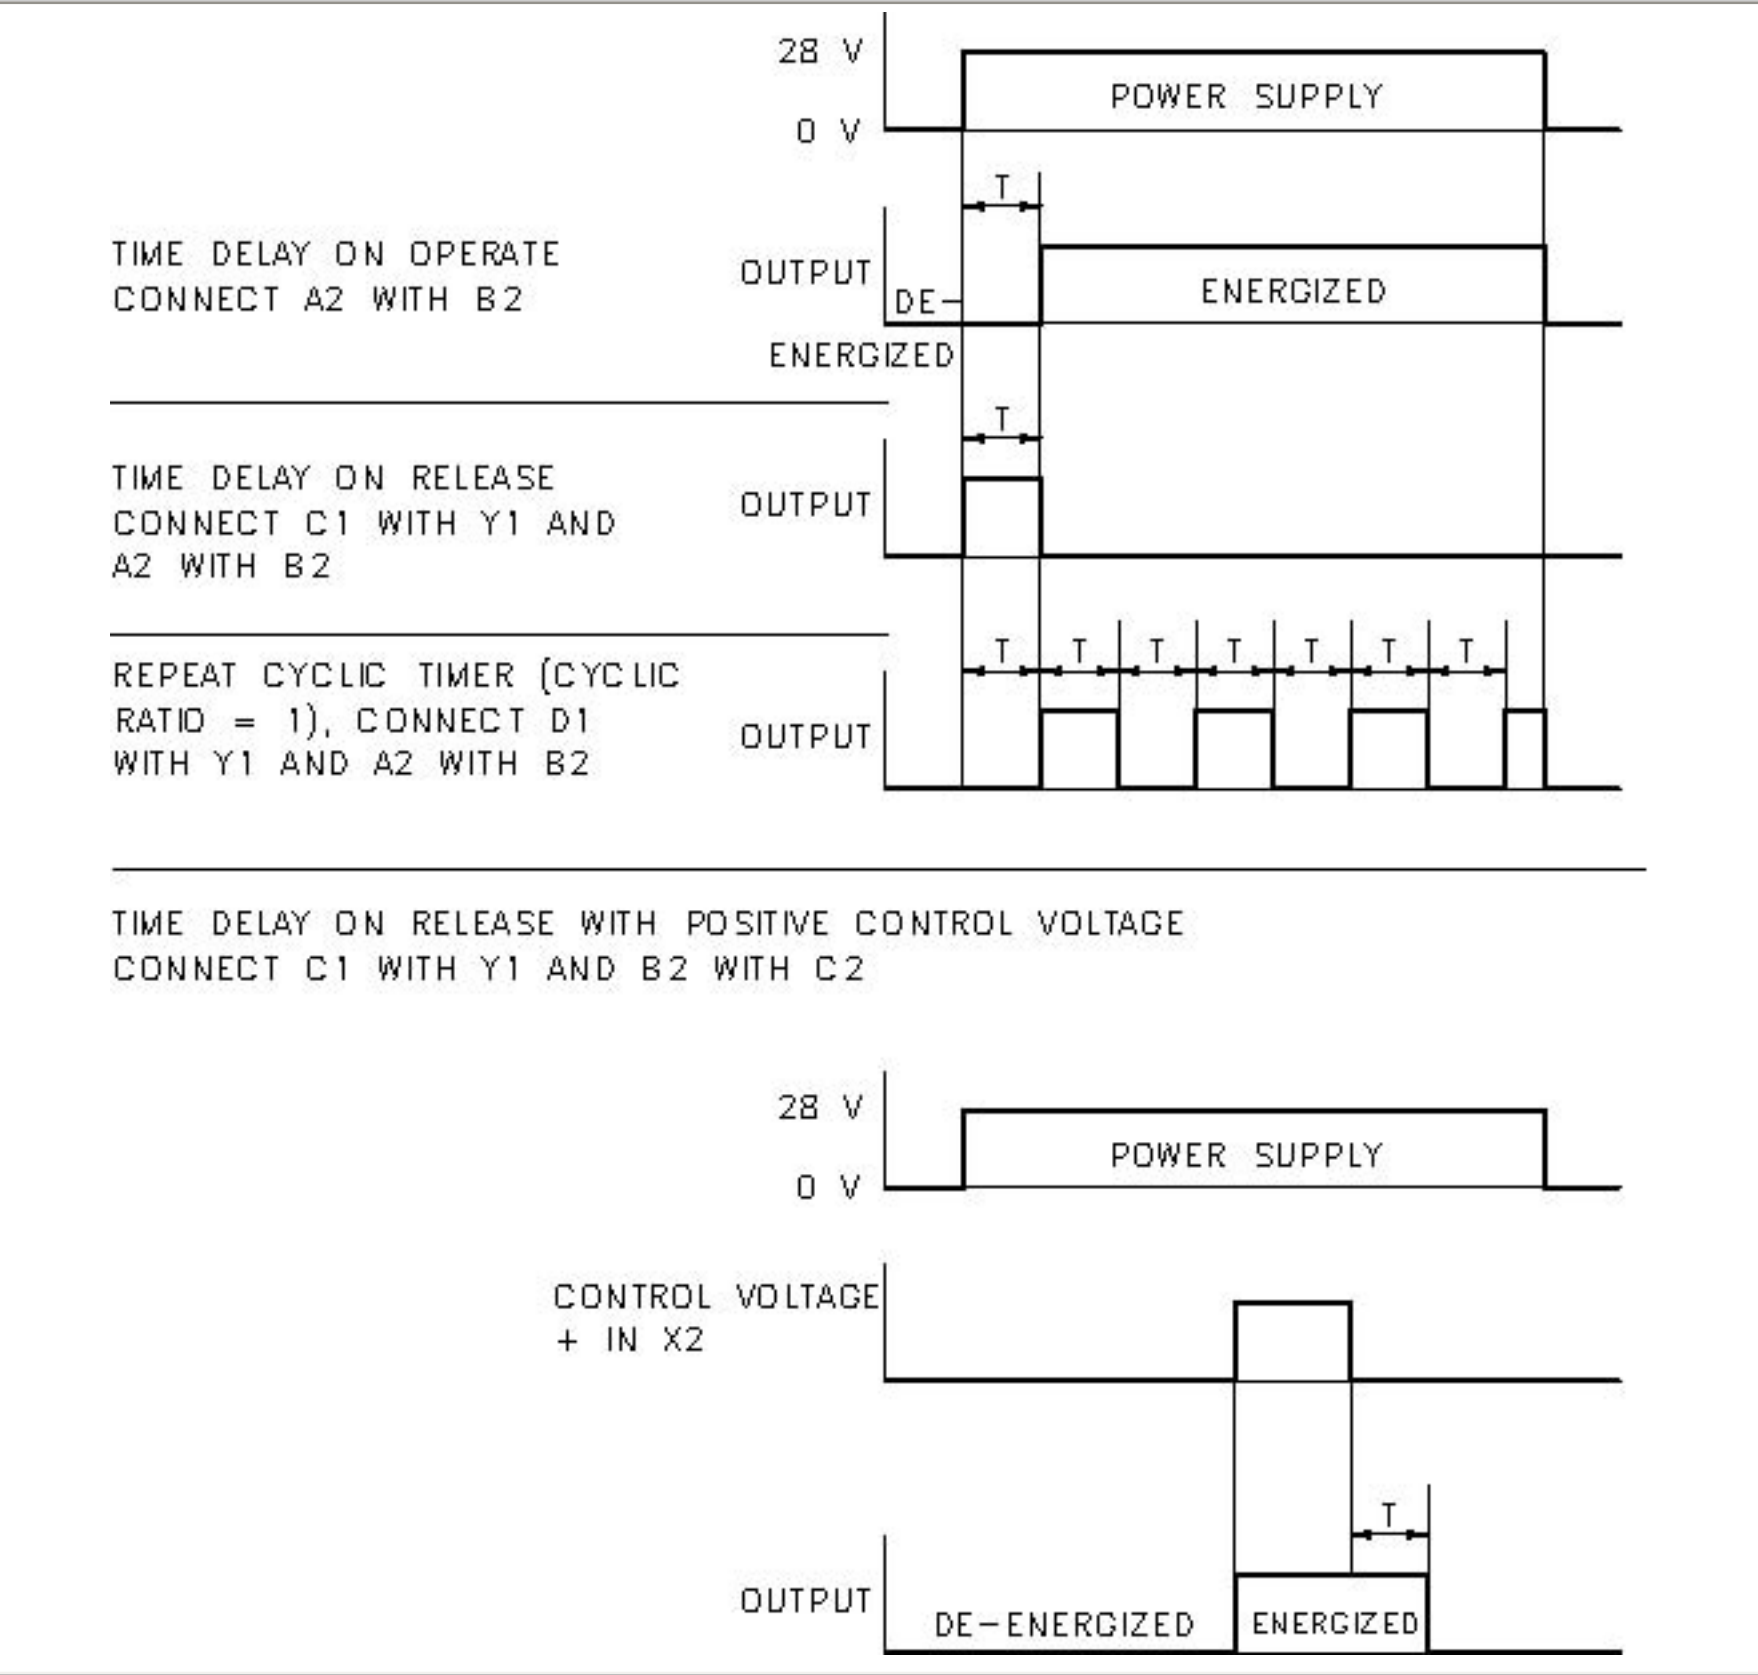 28 V
POWER SUPPLY
0 V
T
TIME DELAY ON OPERATE
CONNECT A2 WITH B2
OUTPUT
DE-
ENERGIZED
ENERGIZED
T
TIME DELAY ON RELEASE
CONNECT C1 WITH Y1 AND
A2 WITH B2
OUTPUT
T T T T T T T
REPEAT CYCLIC TIMER (CYCLIC
RATIO = 1), CONNECT D1
WITH Y1 AND A2 WITH B2
OUTPUT
TIME DELAY ON RELEASE WITH POSITIVE CONTROL VOLTAGE
CONNECT C1 WITH Y1 AND B2 WITH C2
28 V
POWER SUPPLY
0 V
CONTROL VOLTAGE
+ IN X2
T
OUTPUT
DE-ENERGIZED
ENERGIZED